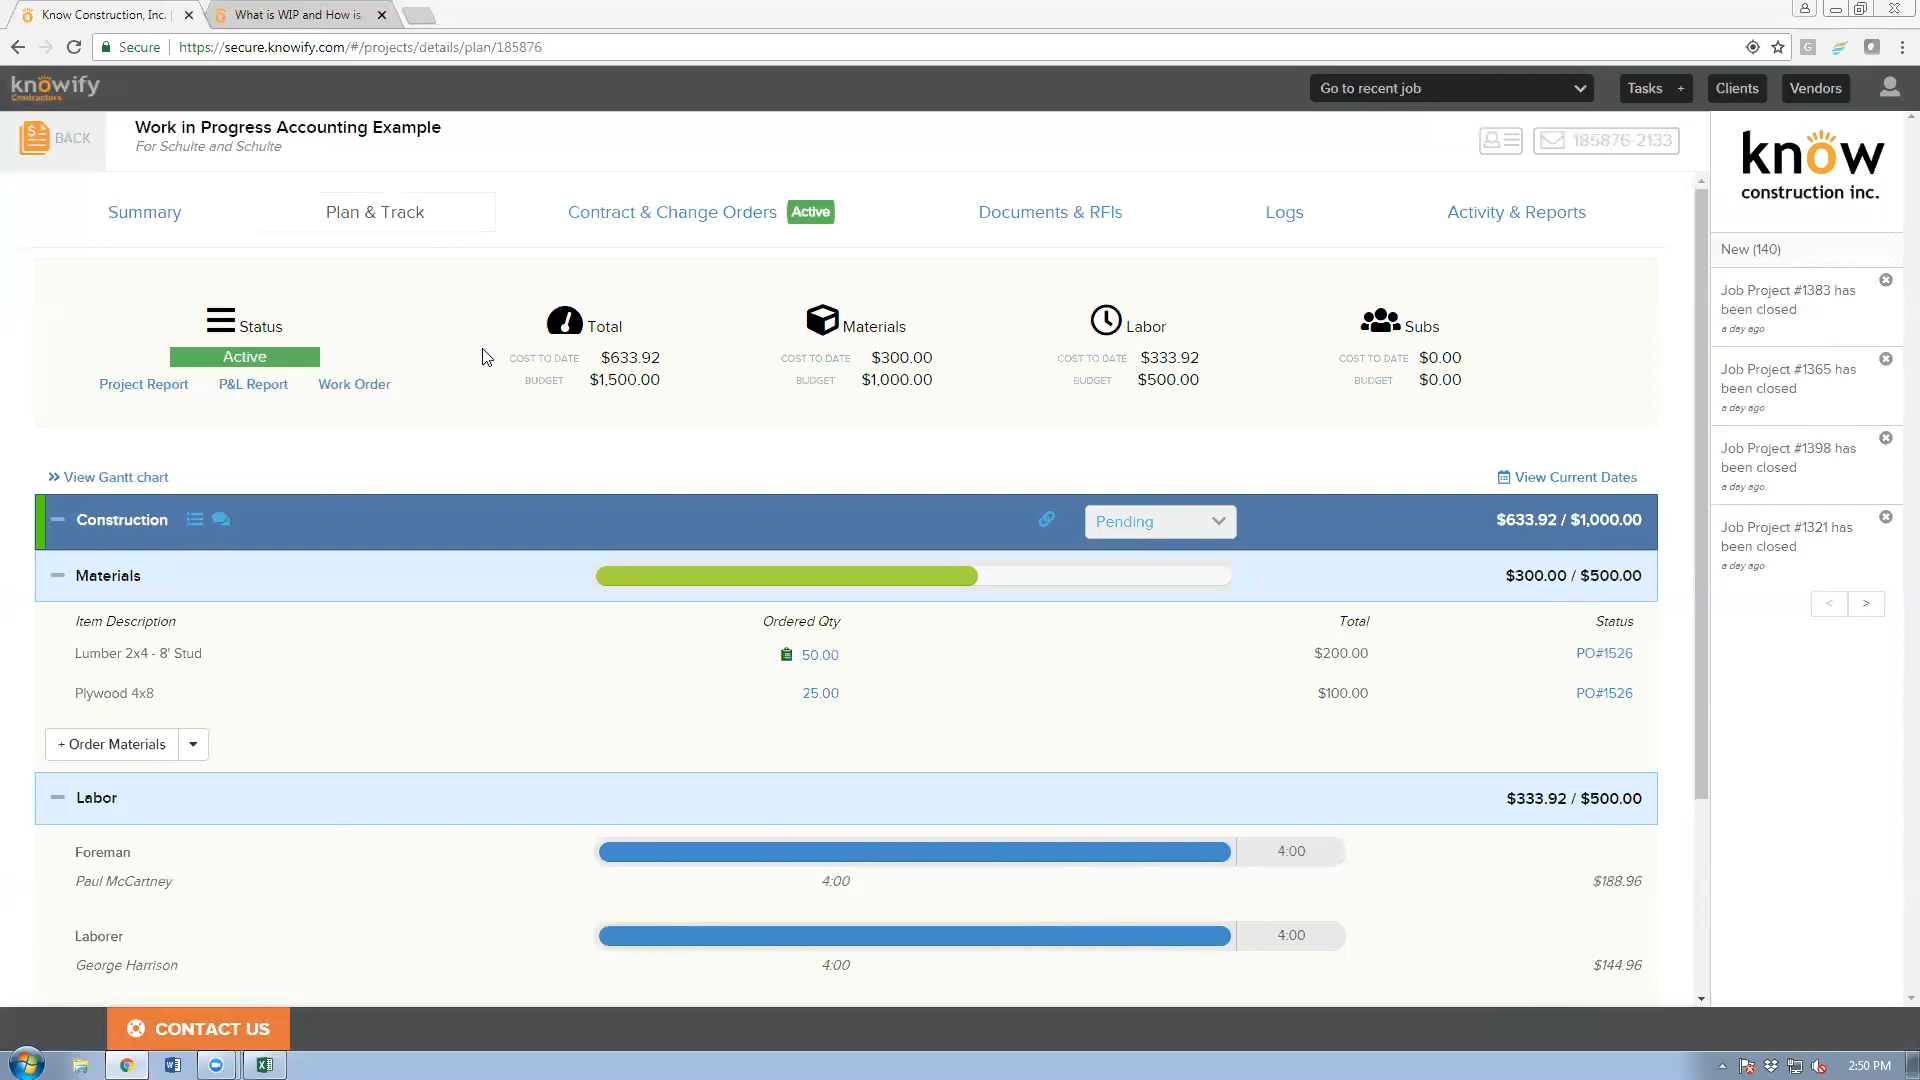 Know Construction, Inc.
What is WIP and How is
Secure
https://secure.knowify.com/#/projects/details/plan/185876
knowify
Contractors
Go to recent job
Tasks +
Clients
Vendors
BACK
Work in Progress Accounting Example
For Schulte and Schulte
185876-2133
know
construction inc.
Summary
Plan & Track
Contract & Change Orders Active
Documents & RFIs
Logs
Activity & Reports
New (140)
Job Project #1383 has
been closed
a day ago
Job Project #1365 has
been closed
a day ago
Job Project #1398 has
been closed
a day ago
Job Project #1321 has
been closed
a day ago
< >
Status
Active
Project Report P&L Report Work Order
Total
COST TO DATE $633.92
BUDGET $1,500.00
Materials
COST TO DATE $300.00
BUDGET $1,000.00
Labor
COST TO DATE $333.92
BUDGET $500.00
Subs
COST TO DATE $0.00
BUDGET $0.00
View Gantt chart
View Current Dates
Construction Pending $633.92 / $1,000.00
Materials $300.00 / $500.00
Item Description Ordered Qty Total Status
Lumber 2x4 - 8' Stud 50.00 $200.00 PO#1526
Plywood 4x8 25.00 $100.00 PO#1526
+ Order Materials
Labor $333.92 / $500.00
Foreman 4:00
Paul McCartney 4:00 $188.96
Laborer 4:00
George Harrison 4:00 $144.96
CONTACT US
2:50 PM